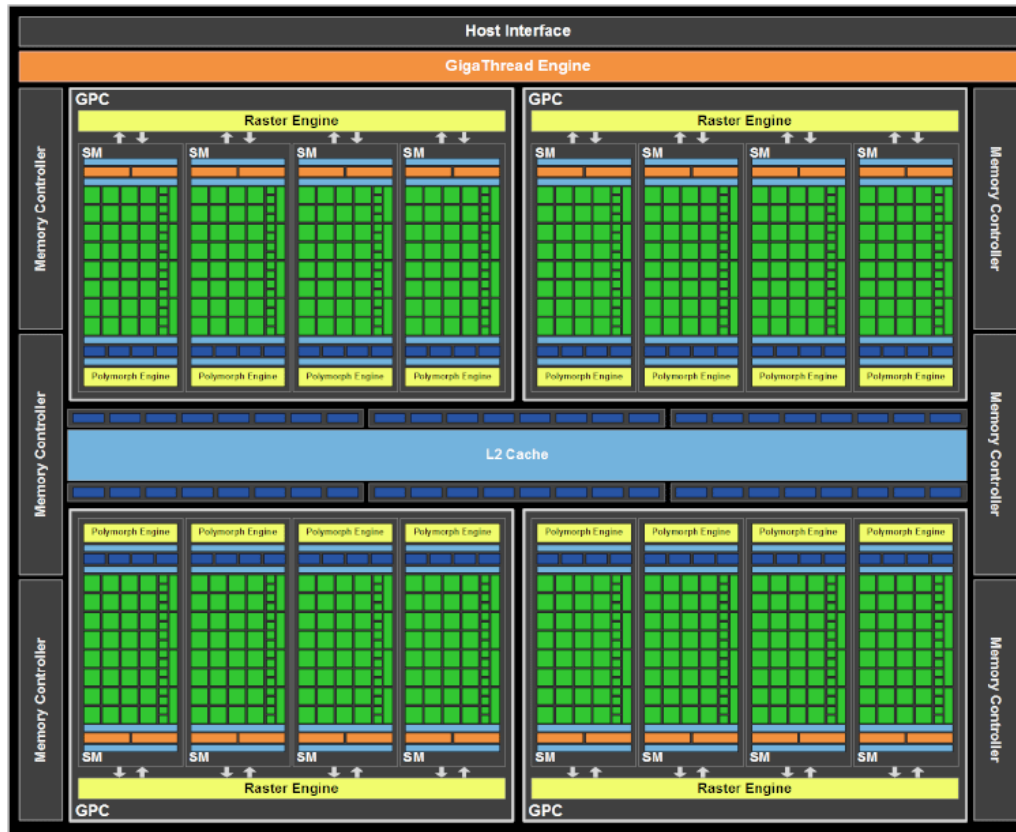 Host Interface
GigaThread Engine
GPC
GPC
Raster Engine
Raster Engine
SM
SM
SM
SM
SM
SM
SM
SM
Memory Controller
Memory Controller
Polymorph Engine
Polymorph Engine
Polymorph Engine
Polymorph Engine
Polymorph Engine
Polymorph Engine
Polymorph Engine
Polymorph Engine
Memory Controller
Memory Controller
L2 Cache
Polymorph Engine
Polymorph Engine
Polymorph Engine
Polymorph Engine
Polymorph Engine
Polymorph Engine
Polymorph Engine
Polymorph Engine
Memory Controller
Memory Controller
SM
SM
SM
SM
SM
SM
SM
SM
Raster Engine
Raster Engine
GPC
GPC